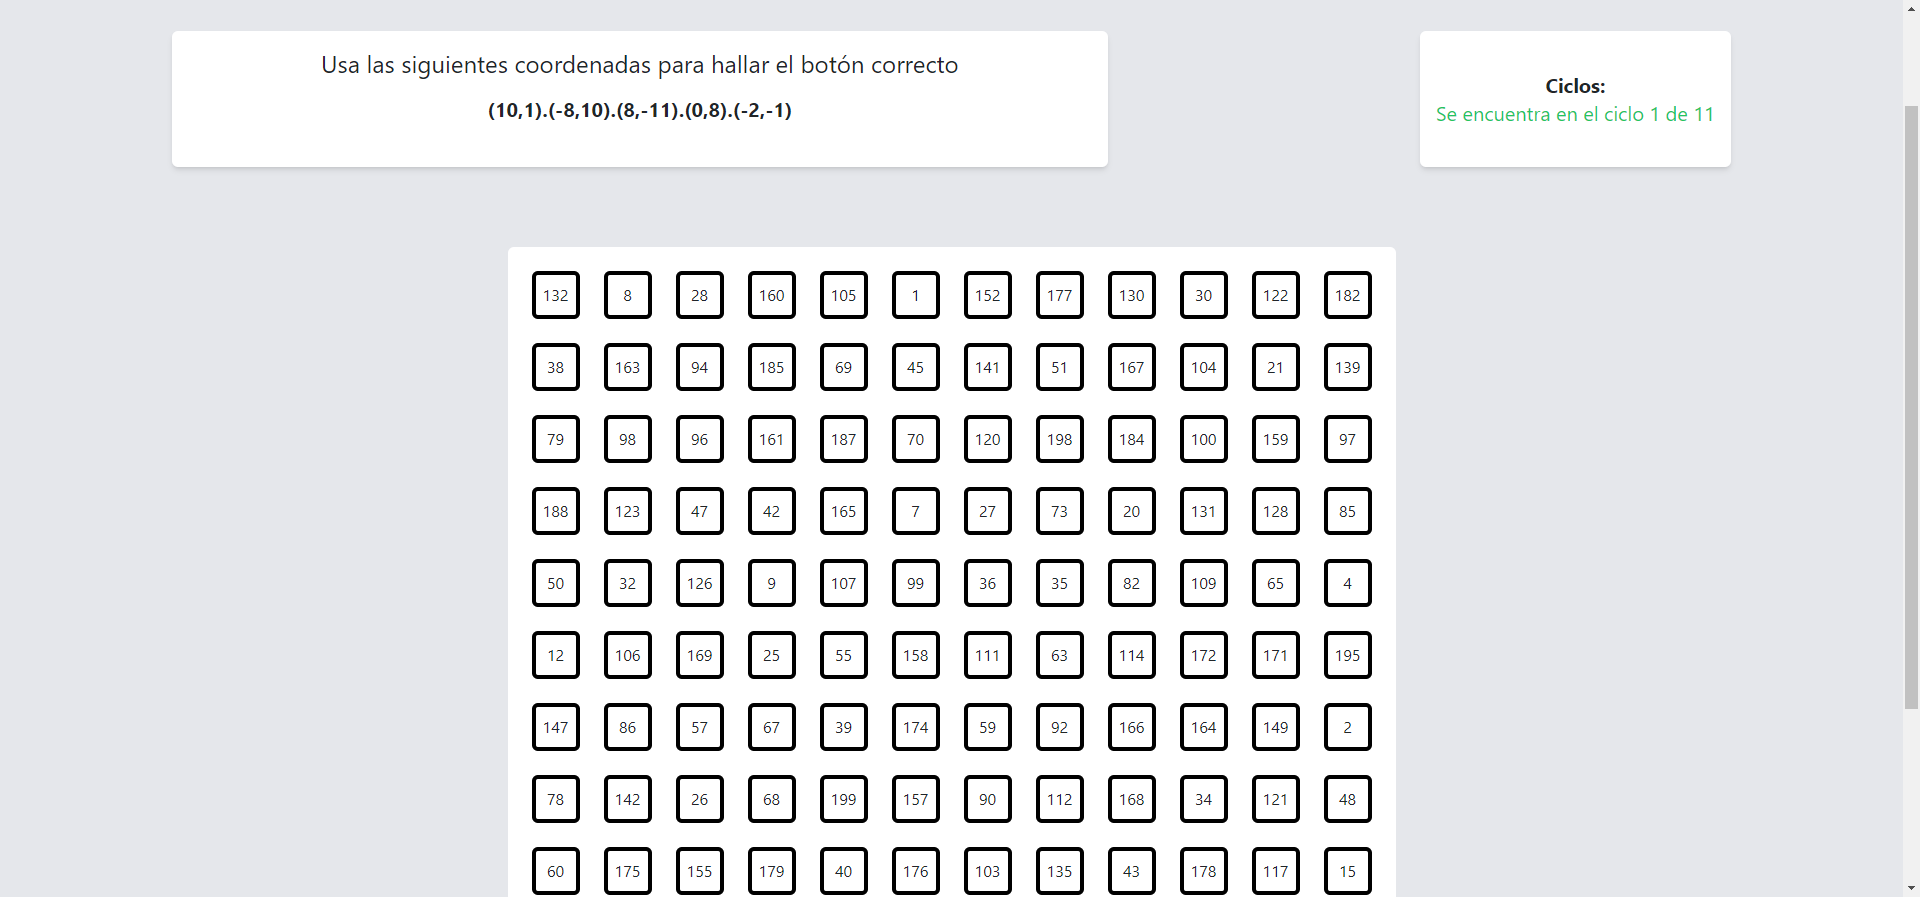 Usa las siguientes coordenadas para hallar el botón correcto
(10,1).(-8,10).(8,-11).(0,8).(-2,-1)
Ciclos:
Se encuentra en el ciclo 1 de 11
132 8 28 160 105 1 152 177 130 30 122 182
38 163 94 185 69 45 141 51 167 104 21 139
79 98 96 161 187 70 120 198 184 100 159 97
188 123 47 42 165 7 27 73 20 131 128 85
50 32 126 9 107 99 36 35 82 109 65 4
12 106 169 25 55 158 111 63 114 172 171 195
147 86 57 67 39 174 59 92 166 164 149 2
78 142 26 68 199 157 90 112 168 34 121 48
60 175 155 179 40 176 103 135 43 178 117 15